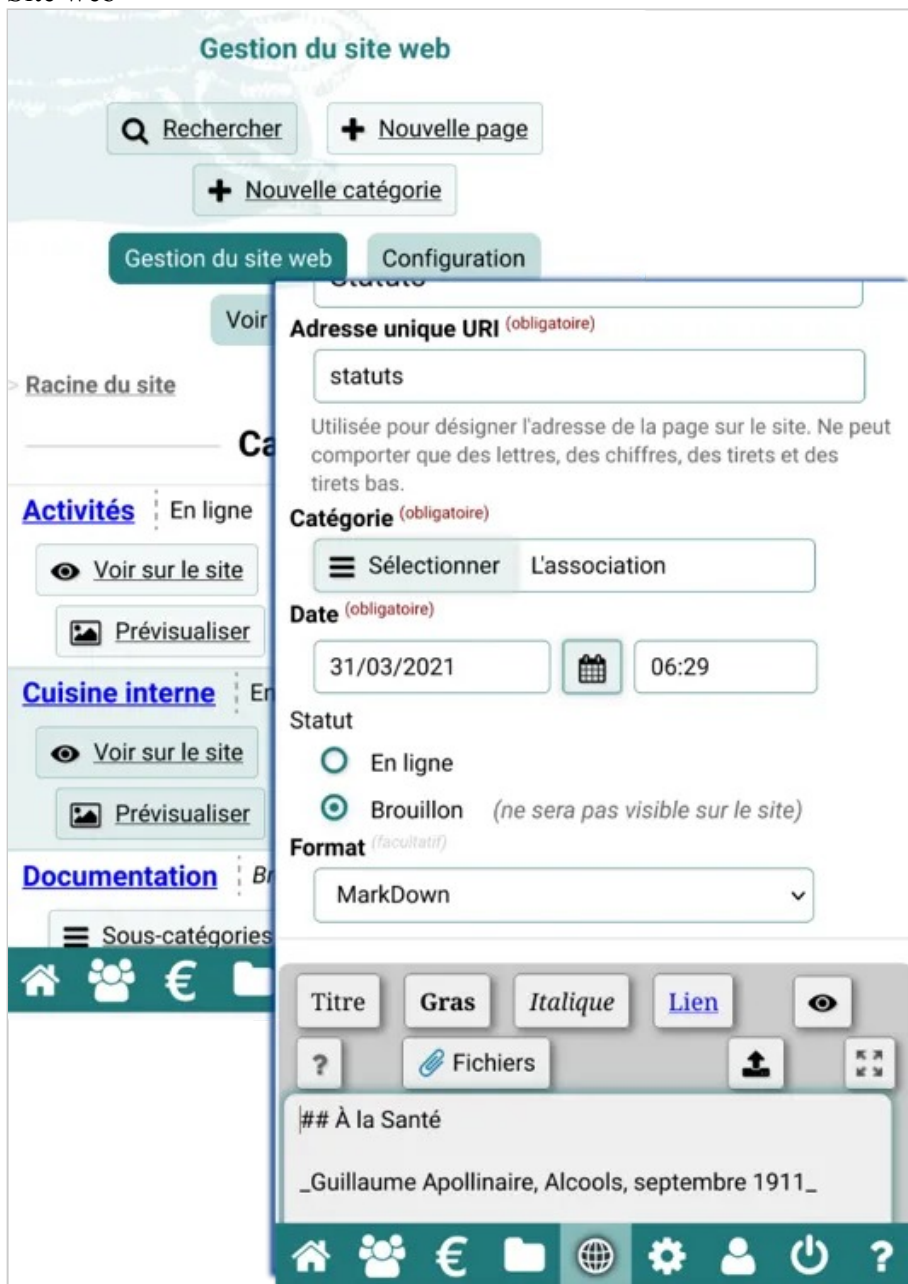 Gestion du site web
Rechercher
Nouvelle page
Nouvelle catégorie
Gestion du site web
Configuration
Voir
> Racine du site
Ca
Activités
En ligne
Voir sur le site
Prévisualiser
Cuisine interne
En
Voir sur le site
Prévisualiser
Documentation
Br
Sous-catégories
Adresse unique URI (obligatoire)
statuts
Utilisée pour désigner l'adresse de la page sur le site. Ne peut
comporter que des lettres, des chiffres, des tirets et des
tirets bas.
Catégorie (obligatoire)
Sélectionner L'association
Date (obligatoire)
31/03/2021 06:29
Statut
En ligne
Brouillon (ne sera pas visible sur le site)
Format (facultatif)
MarkDown
Titre Gras Italique Lien
? Fichiers
## À la Santé
_Guillaume Apollinaire, Alcools, septembre 1911_
€
€ ?